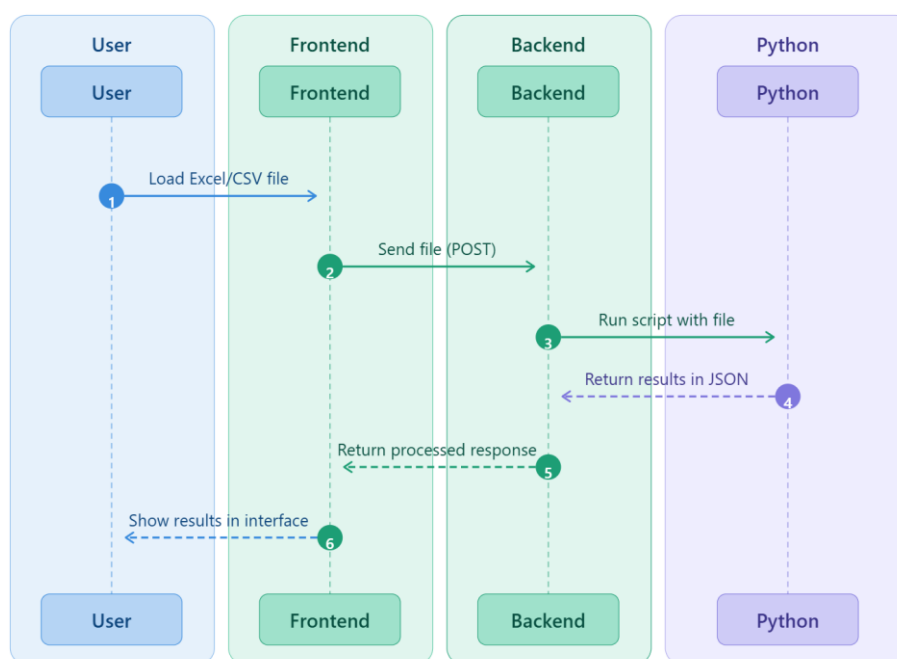 User Frontend Backend Python
User Frontend Backend Python
Load Excel/CSV file
1
Send file (POST)
2
Run script with file
3
Return results in JSON
4
Return processed response
5
Show results in interface
6
User Frontend Backend Python